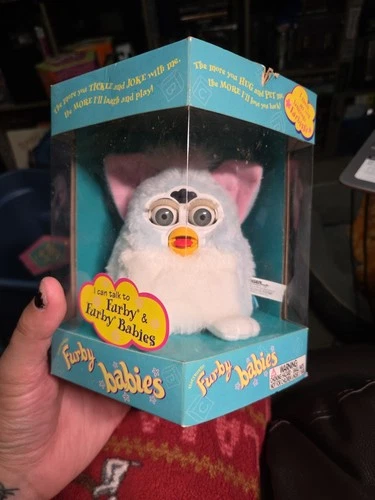 The more you TICKLE and JOKE with me,
the MORE I'll laugh and play!
The more you HUG and PET me,
the MORE I'll love you back!
I can talk to
Furby® &
Furby® Babies
Furby
babies
Furby
babies
WARNING